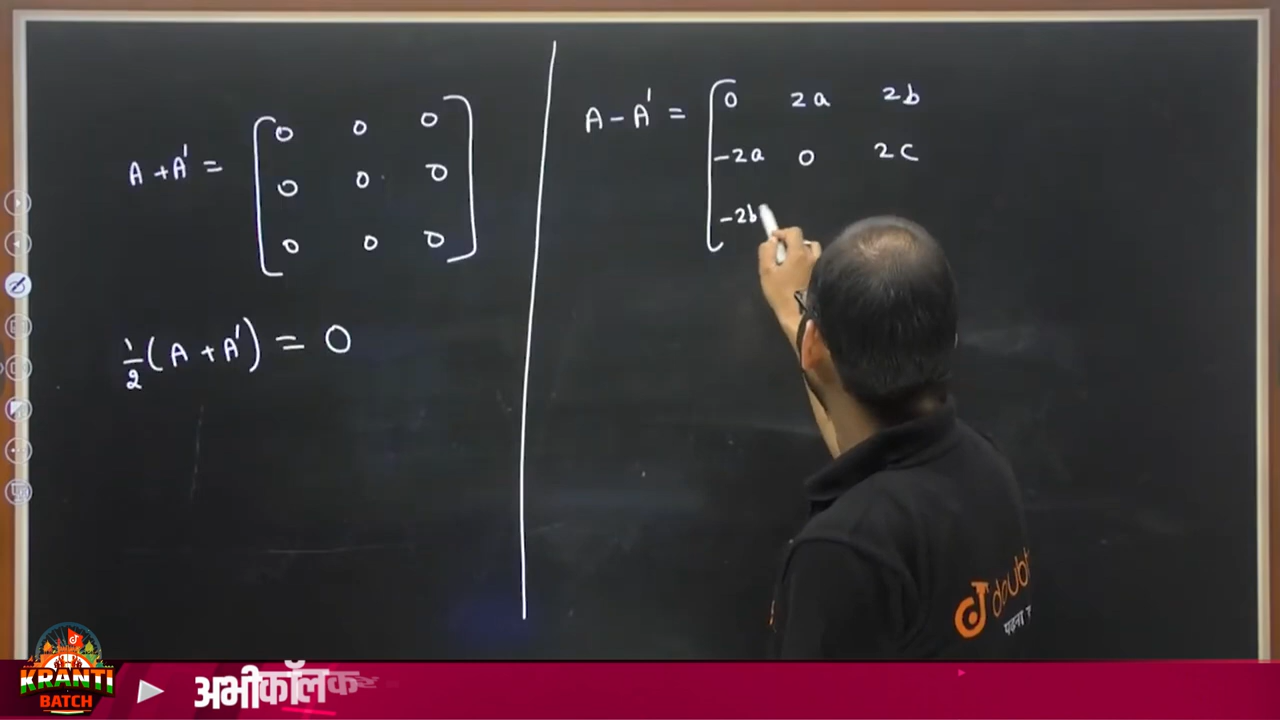 A + A' = [ 0 0 0
0 0 0
0 0 0 ]
1/2 (A + A') = 0
A - A' = [ 0 2a 2b
-2a 0 2c
-2b
पढना
KRANTI
BATCH
अभी कॉल क